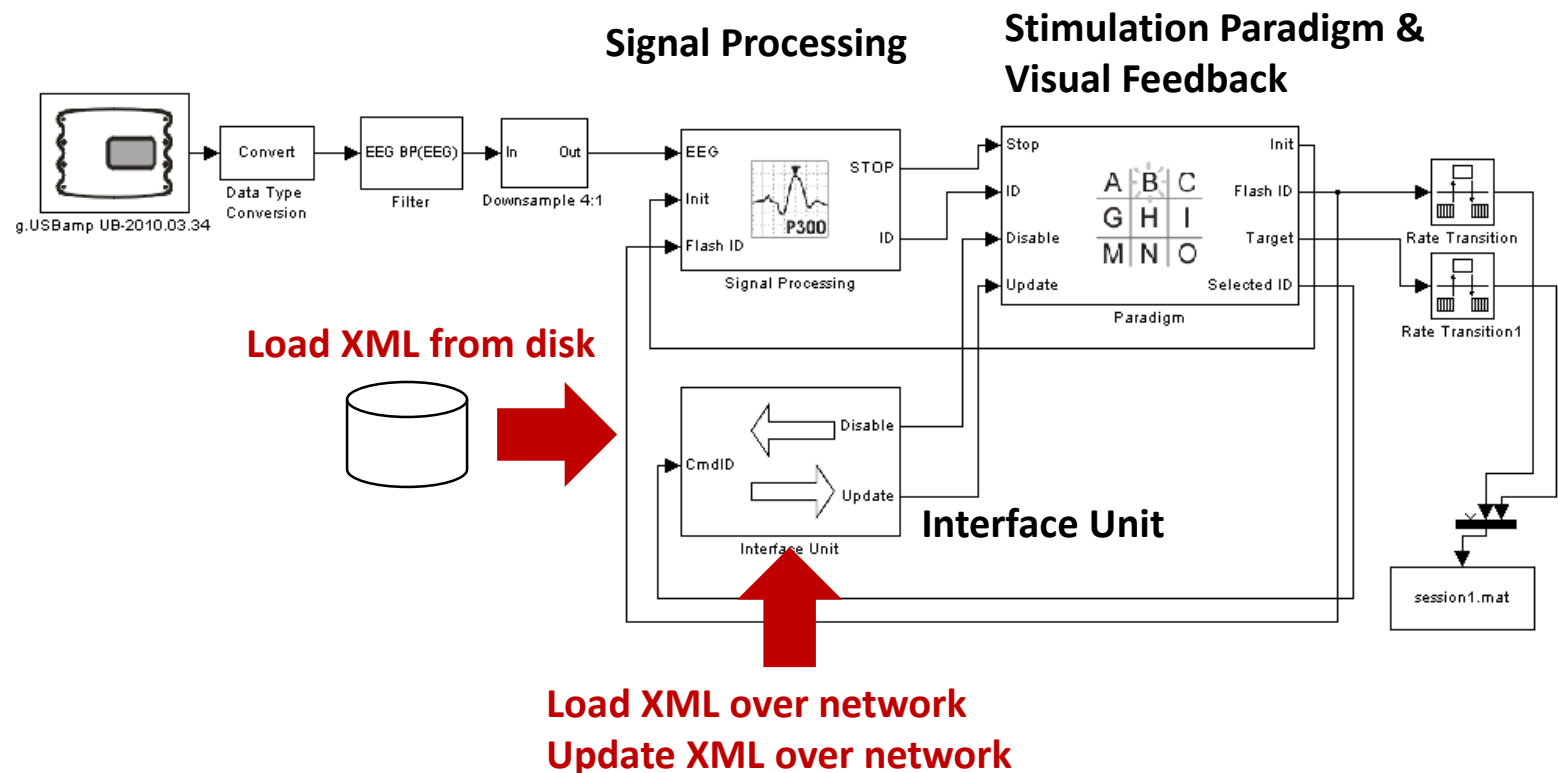 Signal Processing
Stimulation Paradigm &
Visual Feedback
g.USBamp UB-2010.03.34
Convert
Data Type
Conversion
EEG BP(EEG)
Filter
In Out
Downsample 4:1
EEG
Init
Flash ID
STOP
ID
P300
Signal Processing
Stop
ID
Disable
Update
A B C
G H I
M N O
Init
Flash ID
Target
Selected ID
Paradigm
Rate Transition
Rate Transition1
Load XML from disk
CmdID
Disable
Update
Interface Unit
Interface Unit
session1.mat
Load XML over network
Update XML over network